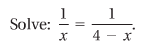 Solve: 1/x = 1/(4 − x).